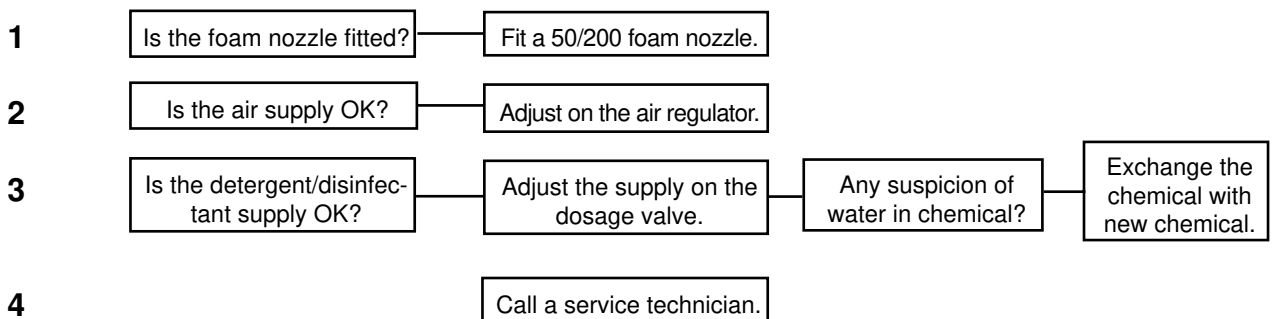 1
Is the foam nozzle fitted?
Fit a 50/200 foam nozzle.
2
Is the air supply OK?
Adjust on the air regulator.
3
Is the detergent/disinfec-
tant supply OK?
Adjust the supply on the
dosage valve.
Any suspicion of
water in chemical?
Exchange the
chemical with
new chemical.
4
Call a service technician.